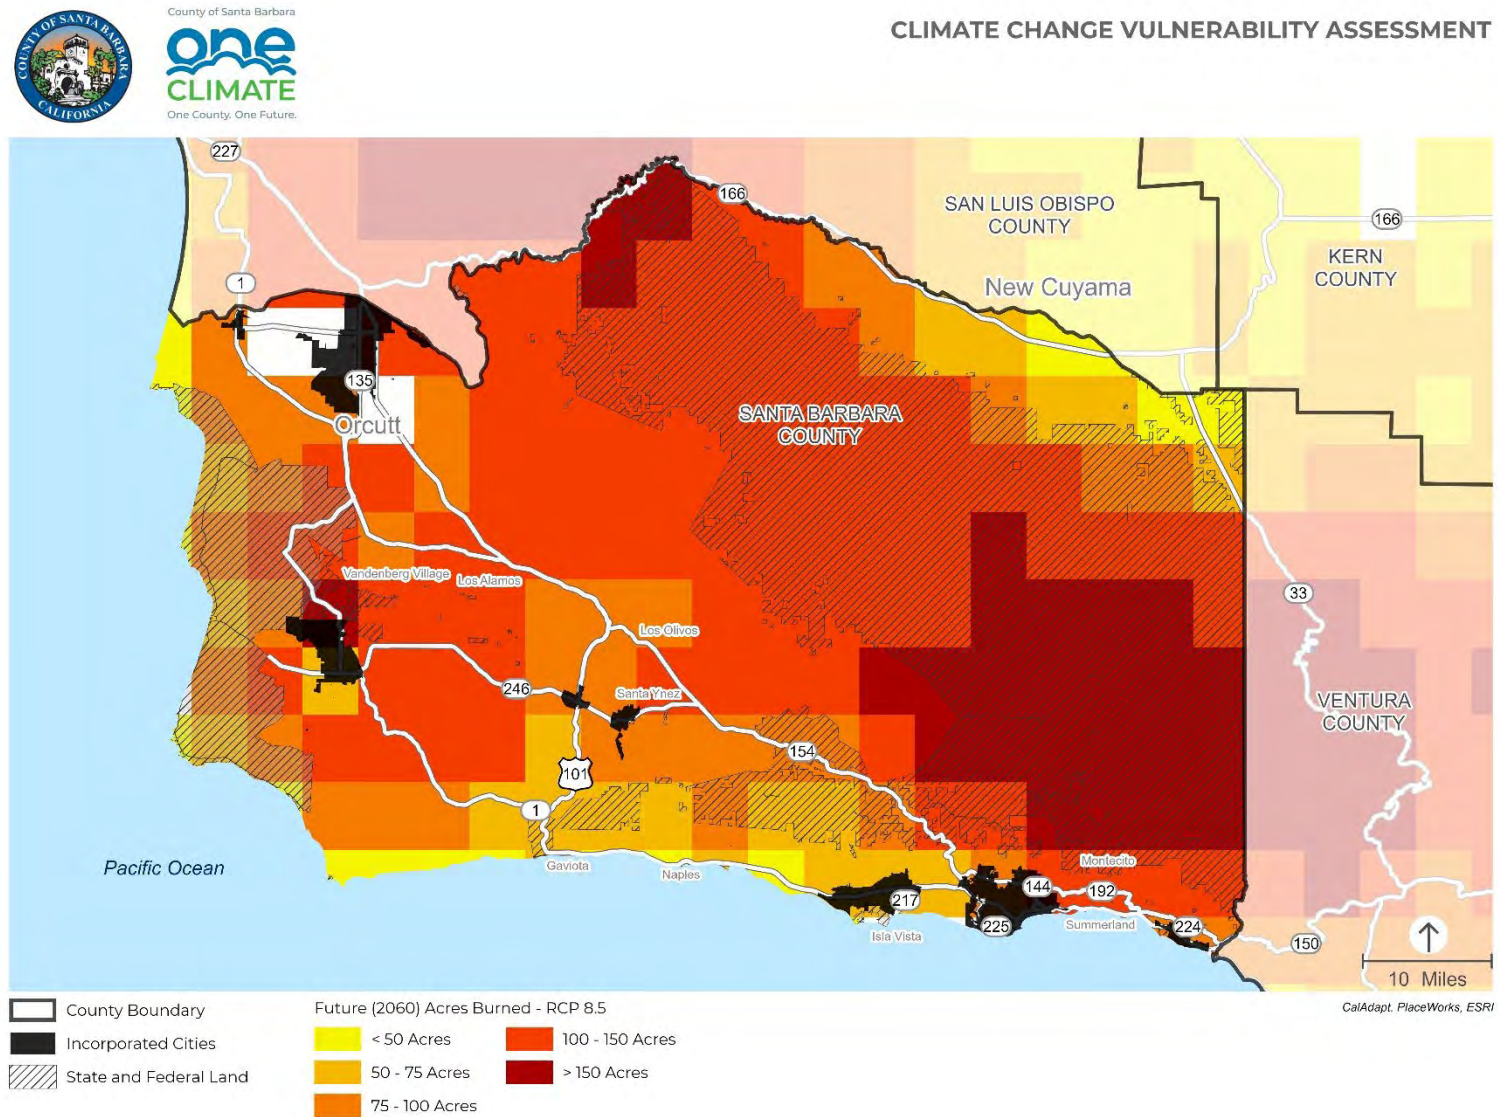 COUNTY OF SANTA BARBARA
CALIFORNIA
County of Santa Barbara
one
CLIMATE
One County. One Future.
CLIMATE CHANGE VULNERABILITY ASSESSMENT
227
166
SAN LUIS OBISPO
COUNTY
166
KERN
COUNTY
1
New Cuyama
135
Orcutt
SANTA BARBARA
COUNTY
Vandenberg Village
Los Alamos
33
Los Olivos
246
Santa Ynez
VENTURA
COUNTY
154
101
1
Pacific Ocean
Gaviota
Naples
Montecito
144
192
217
225
Isla Vista
Summerland
224
150
10 Miles
CalAdapt. PlaceWorks, ESRI
County Boundary
Incorporated Cities
State and Federal Land
Future (2060) Acres Burned - RCP 8.5
< 50 Acres
50 - 75 Acres
75 - 100 Acres
100 - 150 Acres
> 150 Acres